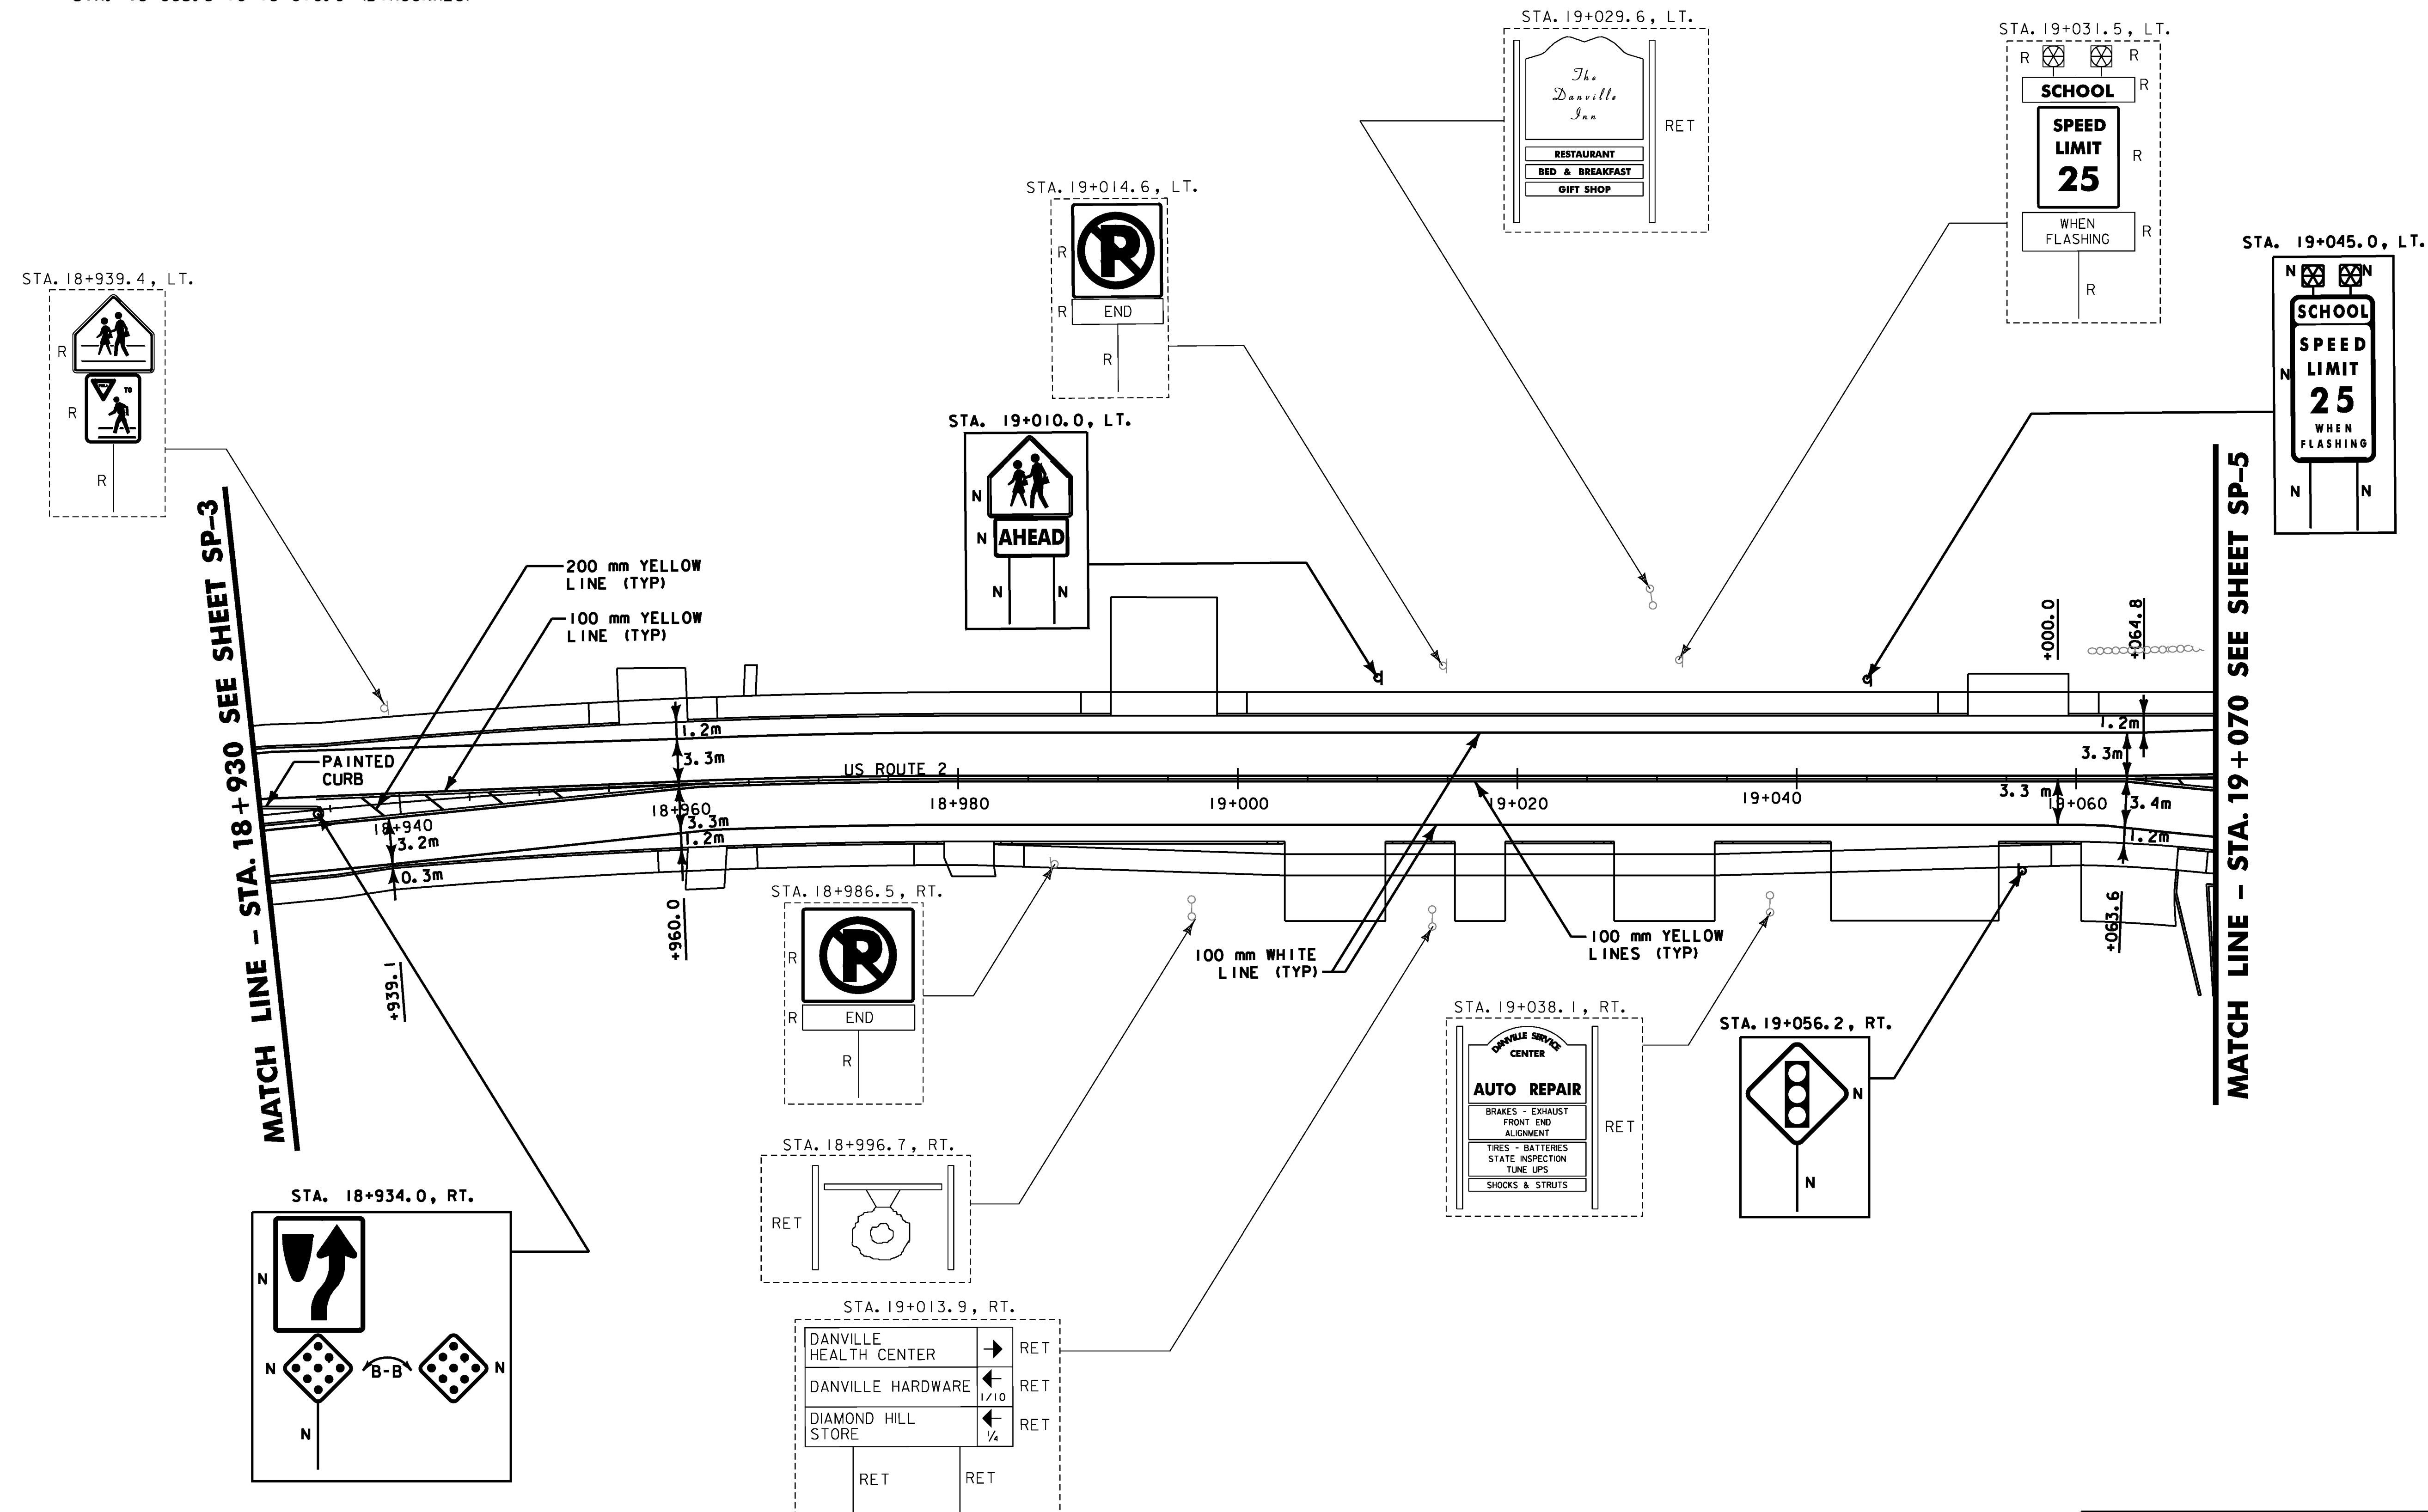 STA. 19+029.6, LT.
The
Danville
Inn
RESTAURANT
BED & BREAKFAST
GIFT SHOP
RET
STA. 19+031.5, LT.
R R
SCHOOL R
SPEED
LIMIT
25
R
WHEN
FLASHING
R
R
STA. 19+014.6, LT.
R
P
R END
R
STA. 19+045.0, LT.
N N
SCHOOL
SPEED
LIMIT
25
WHEN
FLASHING
N
N N
STA. 18+939.4, LT.
R
TO
R
R
STA. 19+010.0, LT.
N
N AHEAD
N N
MATCH LINE - STA. 18+930 SEE SHEET SP-3
200 mm YELLOW
LINE (TYP)
100 mm YELLOW
LINE (TYP)
+000.0
+064.8
MATCH LINE - STA. 19+070 SEE SHEET SP-5
PAINTED
CURB
1.2m
3.3m
US ROUTE 2
1.2m
3.3m
18+940
18+960
18+980
19+000
19+020
19+040
19+060
3.3 m
3.4m
3.2m
3.3m
1.2m
1.2m
0.3m
+939.1
+960.0
+063.6
STA. 18+986.5, RT.
R
P
R END
R
100 mm WHITE
LINE (TYP)
100 mm YELLOW
LINES (TYP)
STA. 19+038.1, RT.
DANVILLE SERVICE
CENTER
AUTO REPAIR
BRAKES - EXHAUST
FRONT END
ALIGNMENT
TIRES - BATTERIES
STATE INSPECTION
TUNE UPS
SHOCKS & STRUTS
RET
STA. 19+056.2, RT.
N
N
STA. 18+996.7, RT.
RET
STA. 18+934.0, RT.
N
N B-B N
N
STA. 19+013.9, RT.
DANVILLE
HEALTH CENTER → RET
DANVILLE HARDWARE ← 1/10 RET
DIAMOND HILL
STORE ← 1/4 RET
RET RET